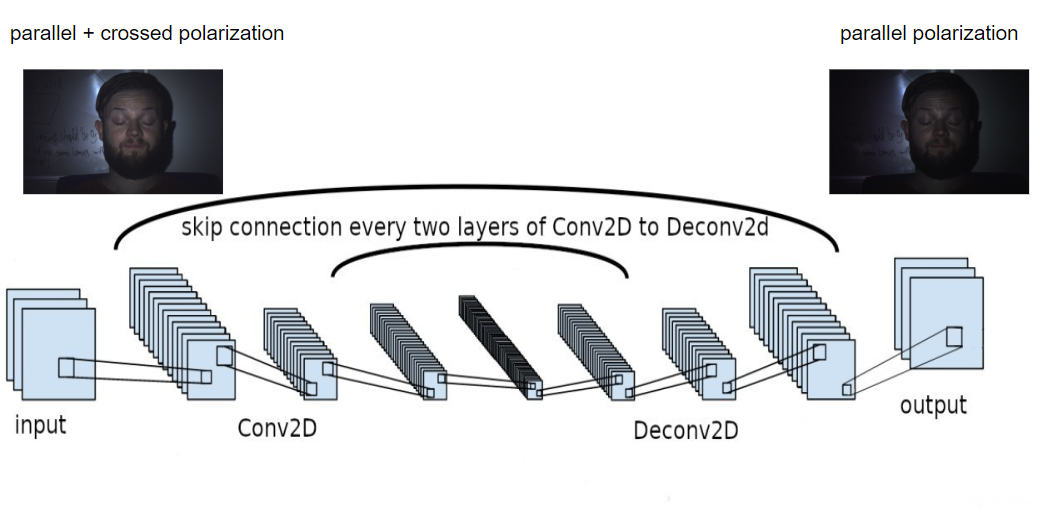 parallel + crossed polarization
parallel polarization
skip connection every two layers of Conv2D to Deconv2d
input
Conv2D
Deconv2D
output